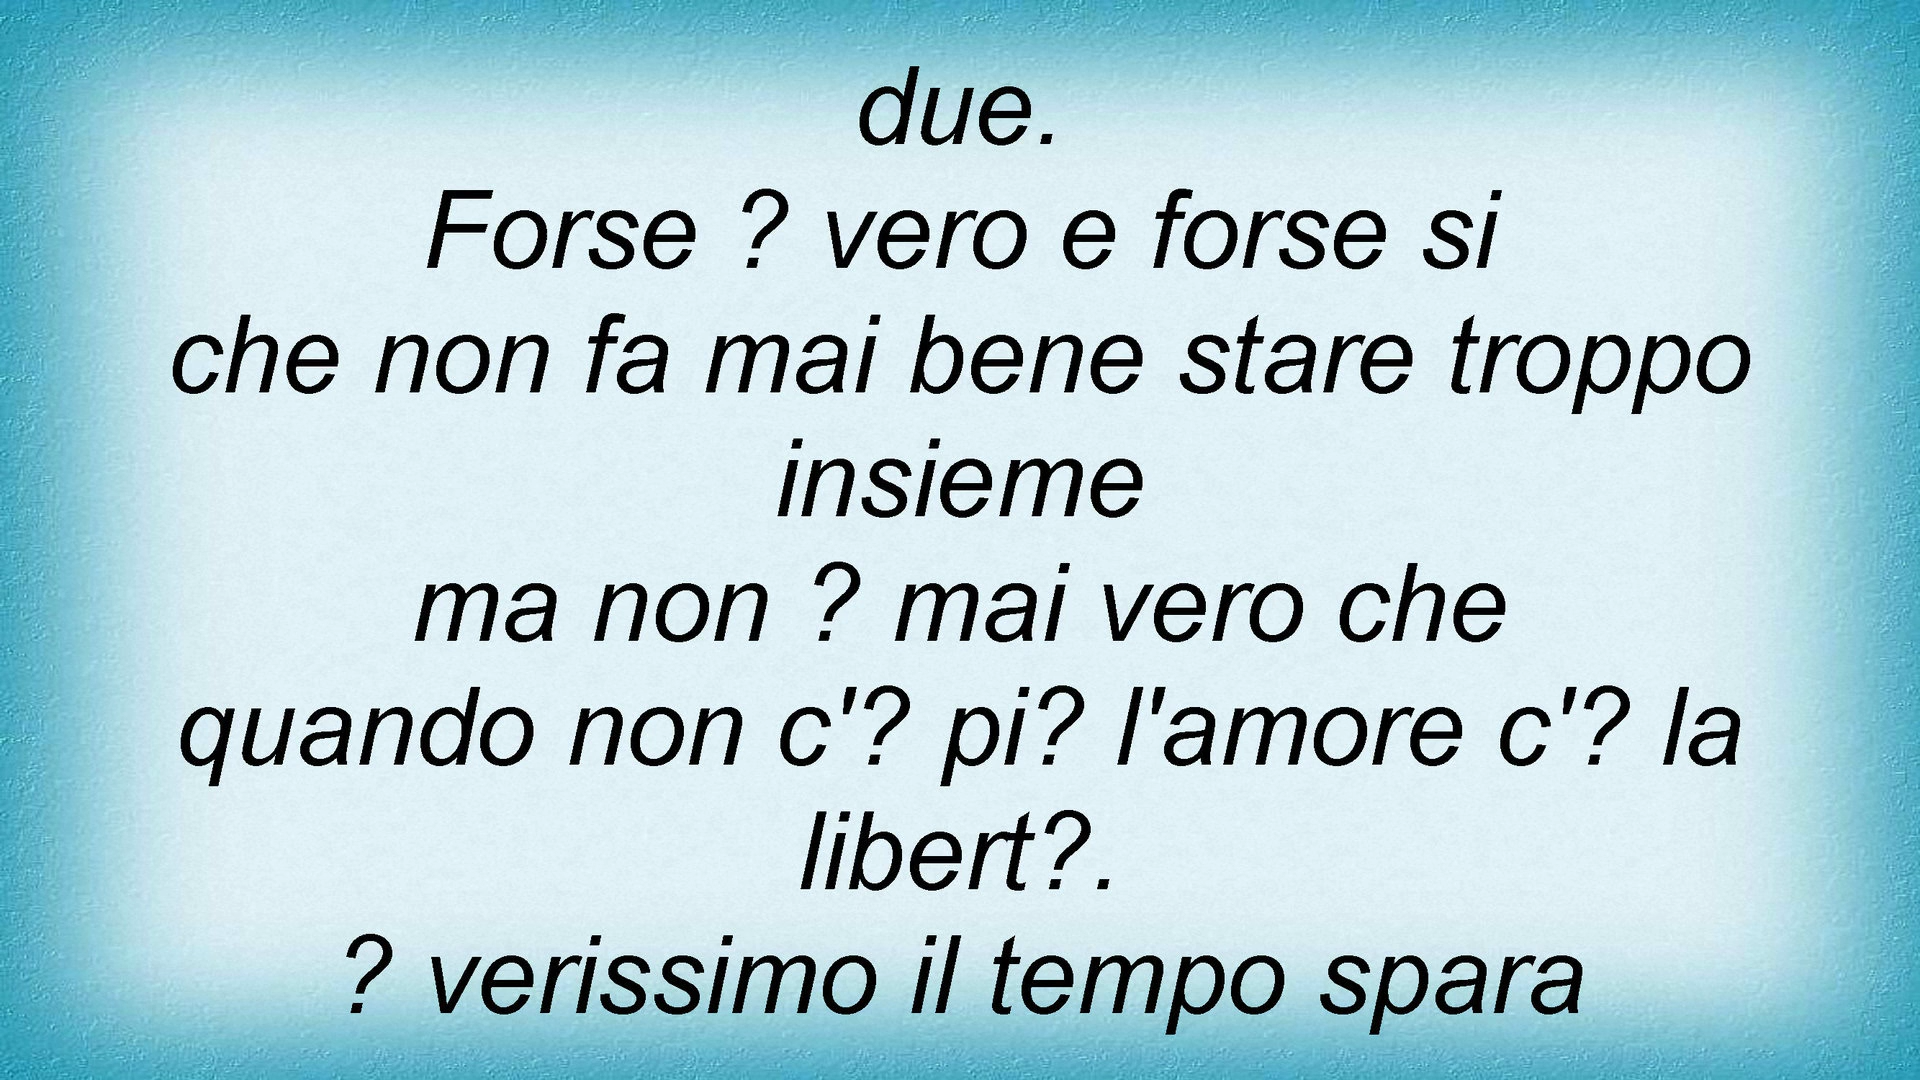 due.
Forse ? vero e forse si
che non fa mai bene stare troppo
insieme
ma non ? mai vero che
quando non c'? pi? l'amore c'? la
libert?.
? verissimo il tempo spara